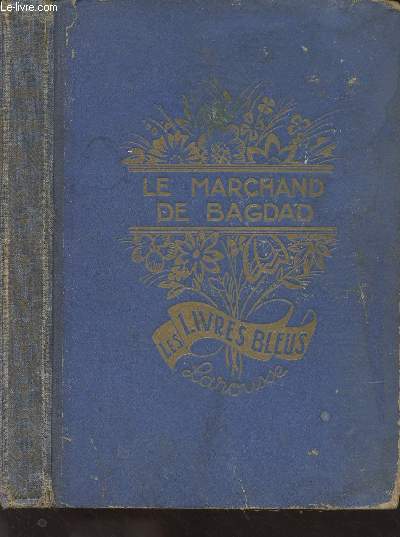 Le-livre.com
LE MARCHAND
DE BAGDAD
LES LIVRES BLEUS
Larousse